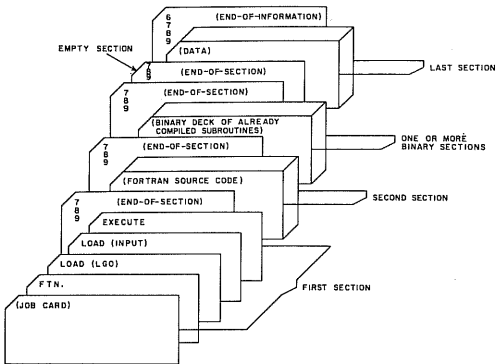 6
7
8
9
(END-OF-INFORMATION)
(DATA)
EMPTY SECTION
7
8
9
(END-OF-SECTION)
LAST SECTION
7
8
9
(END-OF-SECTION)
(BINARY DECK OF ALREADY
COMPILED SUBROUTINES)
ONE OR MORE
BINARY SECTIONS
7
8
9
(END-OF-SECTION)
(FORTRAN SOURCE CODE)
SECOND SECTION
7
8
9
(END-OF-SECTION)
EXECUTE
LOAD (INPUT)
LOAD (LGO)
FTN.
(JOB CARD)
FIRST SECTION